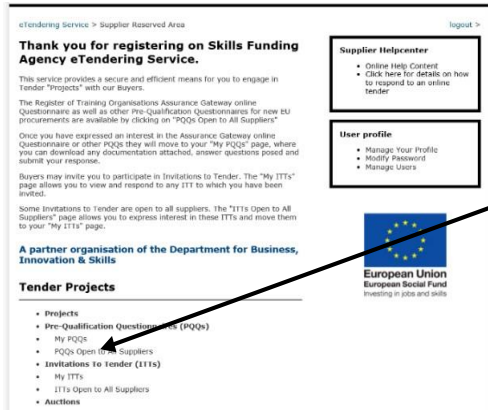 eTendering Service > Supplier Reserved Area
logout >
Thank you for registering on Skills Funding
Agency eTendering Service.
This service provides a secure and efficient means for you to engage in
Tender "Projects" with our Buyers.
The Register of Training Organisations Assurance Gateway online
Questionnaire as well as other Pre-Qualification Questionnaires for new EU
procurements are available by clicking on "PQQs Open to All Suppliers"
Once you have expressed an interest in the Assurance Gateway online
Questionnaire or other PQQs they will move to your "My PQQs" page, where
you can download any documentation attached, answer questions posed and
submit your response.
Buyers may invite you to participate in Invitations to Tender. The "My ITTs"
page allows you to view and respond to any ITT to which you have been
invited.
Some Invitations to Tender are open to all suppliers. The "ITTs Open to All
Suppliers" page allows you to express interest in these ITTs and move them
to your "My ITTs" page.
A partner organisation of the Department for Business,
Innovation & Skills
Tender Projects
• Projects
• Pre-Qualification Questionnaires (PQQs)
• My PQQs
• PQQs Open to All Suppliers
• Invitations To Tender (ITTs)
• My ITTs
• ITTs Open to All Suppliers
• Auctions
Supplier Helpcenter
• Online Help Content
• Click here for details on how
to respond to an online
tender
User profile
• Manage Your Profile
• Modify Password
• Manage Users
European Union
European Social Fund
Investing in jobs and skills